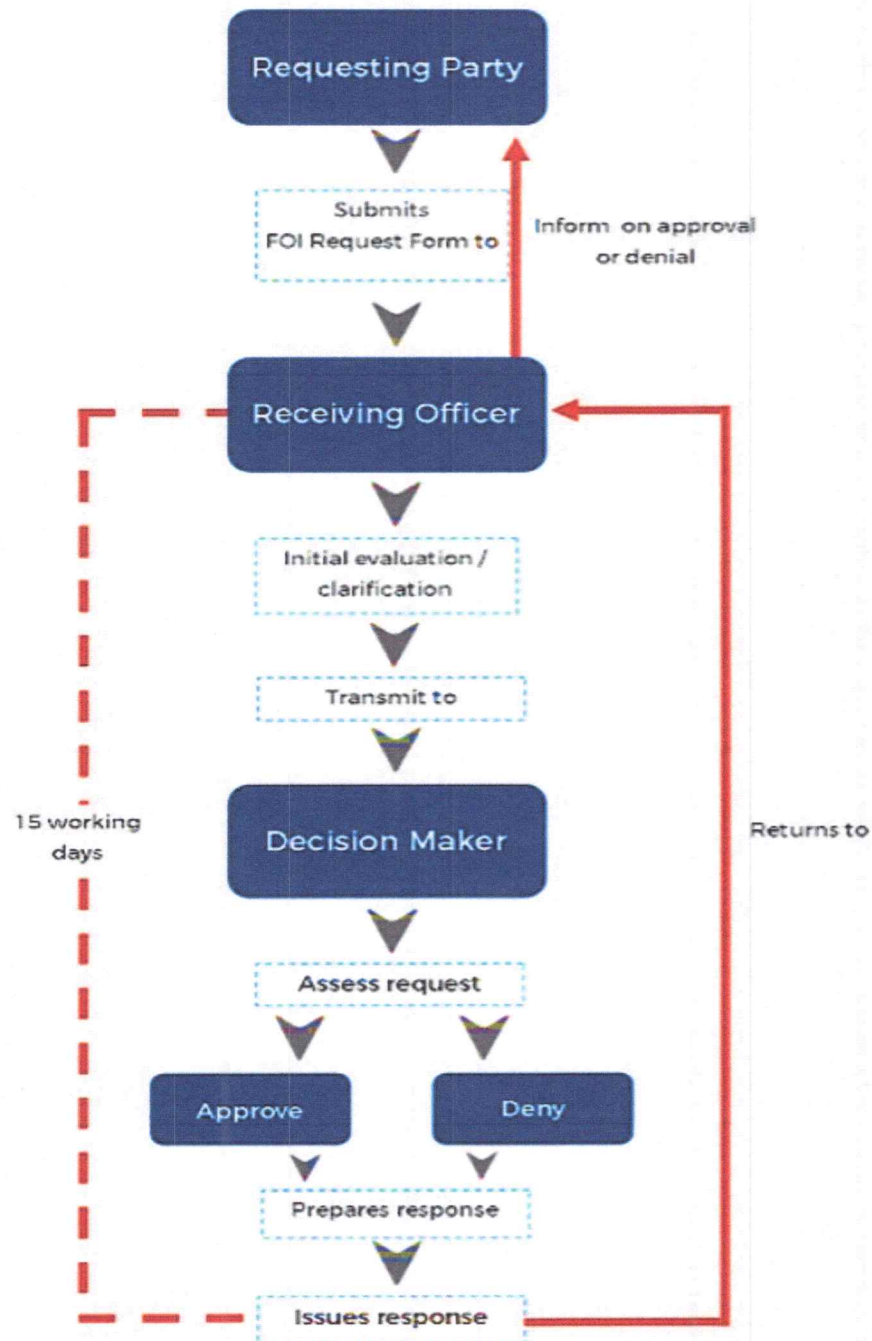 Requesting Party
Submits
FOI Request Form to
Inform on approval
or denial
Receiving Officer
Initial evaluation /
clarification
Transmit to
15 working
days
Decision Maker
Returns to
Assess request
Approve
Deny
Prepares response
Issues response